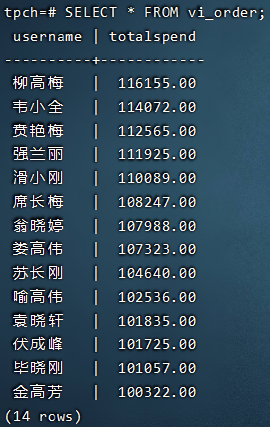 tpch=# SELECT * FROM vi_order;
username | totalspend
----------+------------
柳高梅 | 116155.00
韦小全 | 114072.00
贲艳梅 | 112565.00
强兰丽 | 111925.00
滑小刚 | 110089.00
席长梅 | 108247.00
翁晓婷 | 107988.00
娄高伟 | 107323.00
苏长刚 | 104640.00
喻高伟 | 102536.00
袁晓轩 | 101835.00
伏成峰 | 101725.00
毕晓刚 | 101057.00
金高芳 | 100322.00
(14 rows)